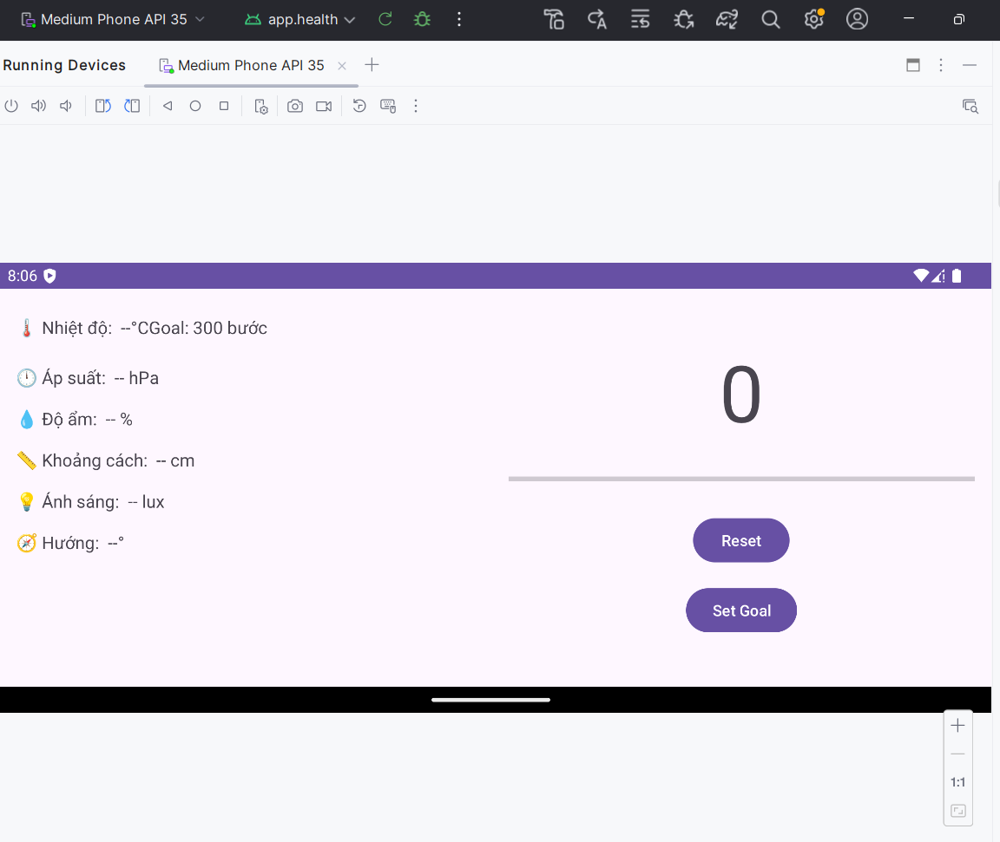 Medium Phone API 35 app.health
Running Devices Medium Phone API 35
8:06
Nhiệt độ: --°CGoal: 300 bước
Áp suất: -- hPa
Độ ẩm: -- %
Khoảng cách: -- cm
Ánh sáng: -- lux
Hướng: --°
0
Reset
Set Goal
1:1